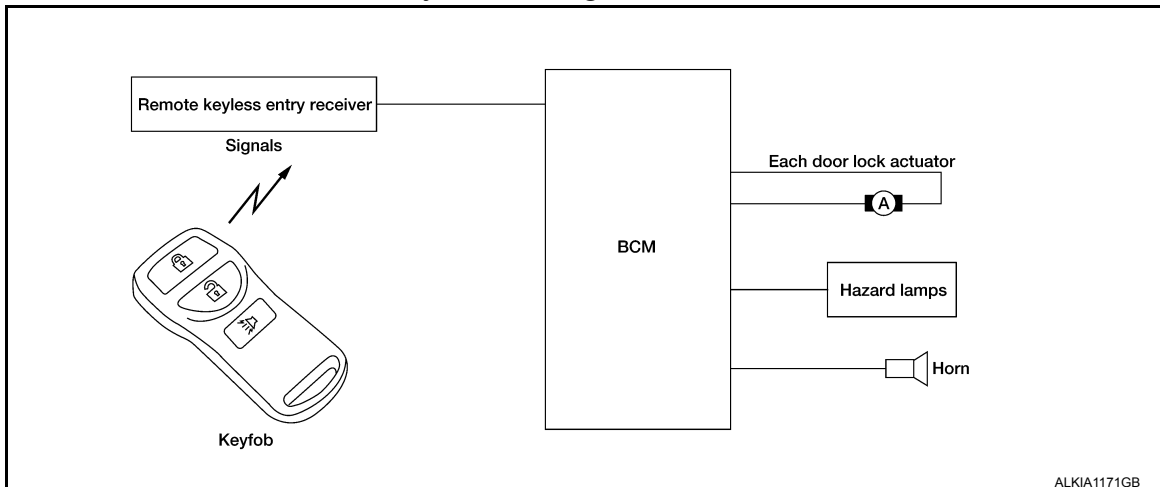 Remote keyless entry receiver
Signals
Keyfob
BCM
Each door lock actuator
A
Hazard lamps
Horn
ALKIA1171GB